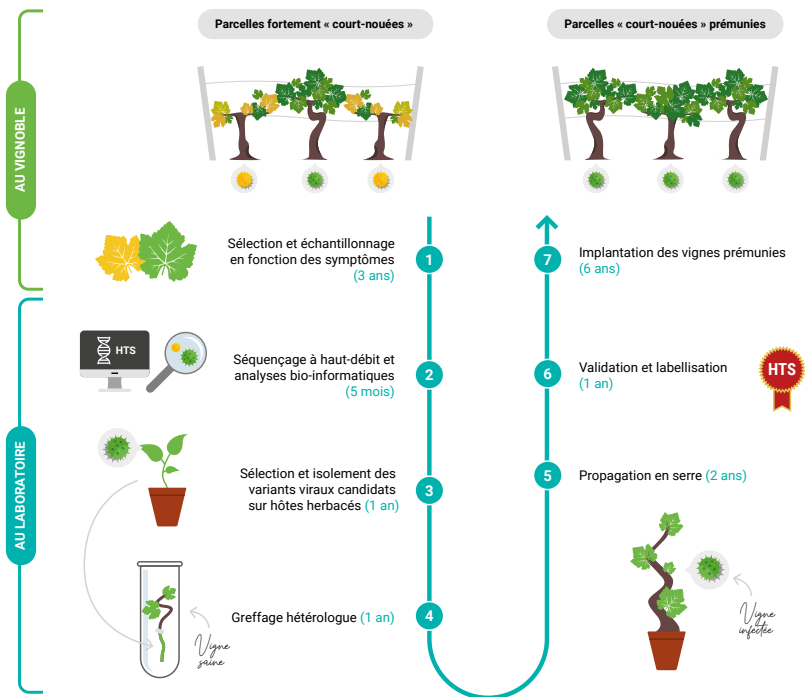 Parcelles fortement « court-nouées »
Parcelles « court-nouées » prémunies
AU VIGNOBLE
Sélection et échantillonnage
en fonction des symptômes
(3 ans)
1
HTS
Séquençage à haut-débit et
analyses bio-informatiques
(5 mois)
2
AU LABORATOIRE
Sélection et isolement des
variants viraux candidats
sur hôtes herbacés (1 an)
3
Greffage hétérologue (1 an)
4
Vigne
saine
5
Propagation en serre (2 ans)
Vigne
infectée
6
Validation et labellisation
(1 an)
HTS
7
Implantation des vignes prémunies
(6 ans)